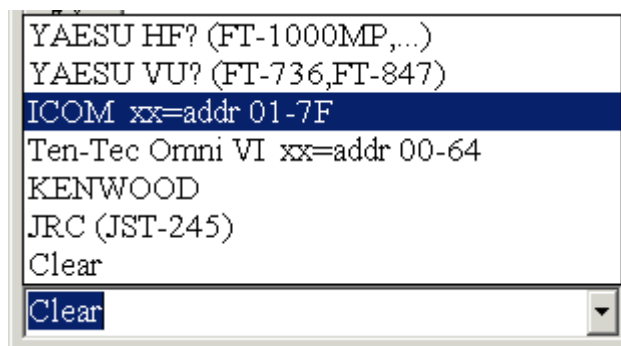 YAESU HF? (FT-1000MP,...)
YAESU VU? (FT-736,FT-847)
ICOM xx=addr 01-7F
Ten-Tec Omni VI xx=addr 00-64
KENWOOD
JRC (JST-245)
Clear
Clear